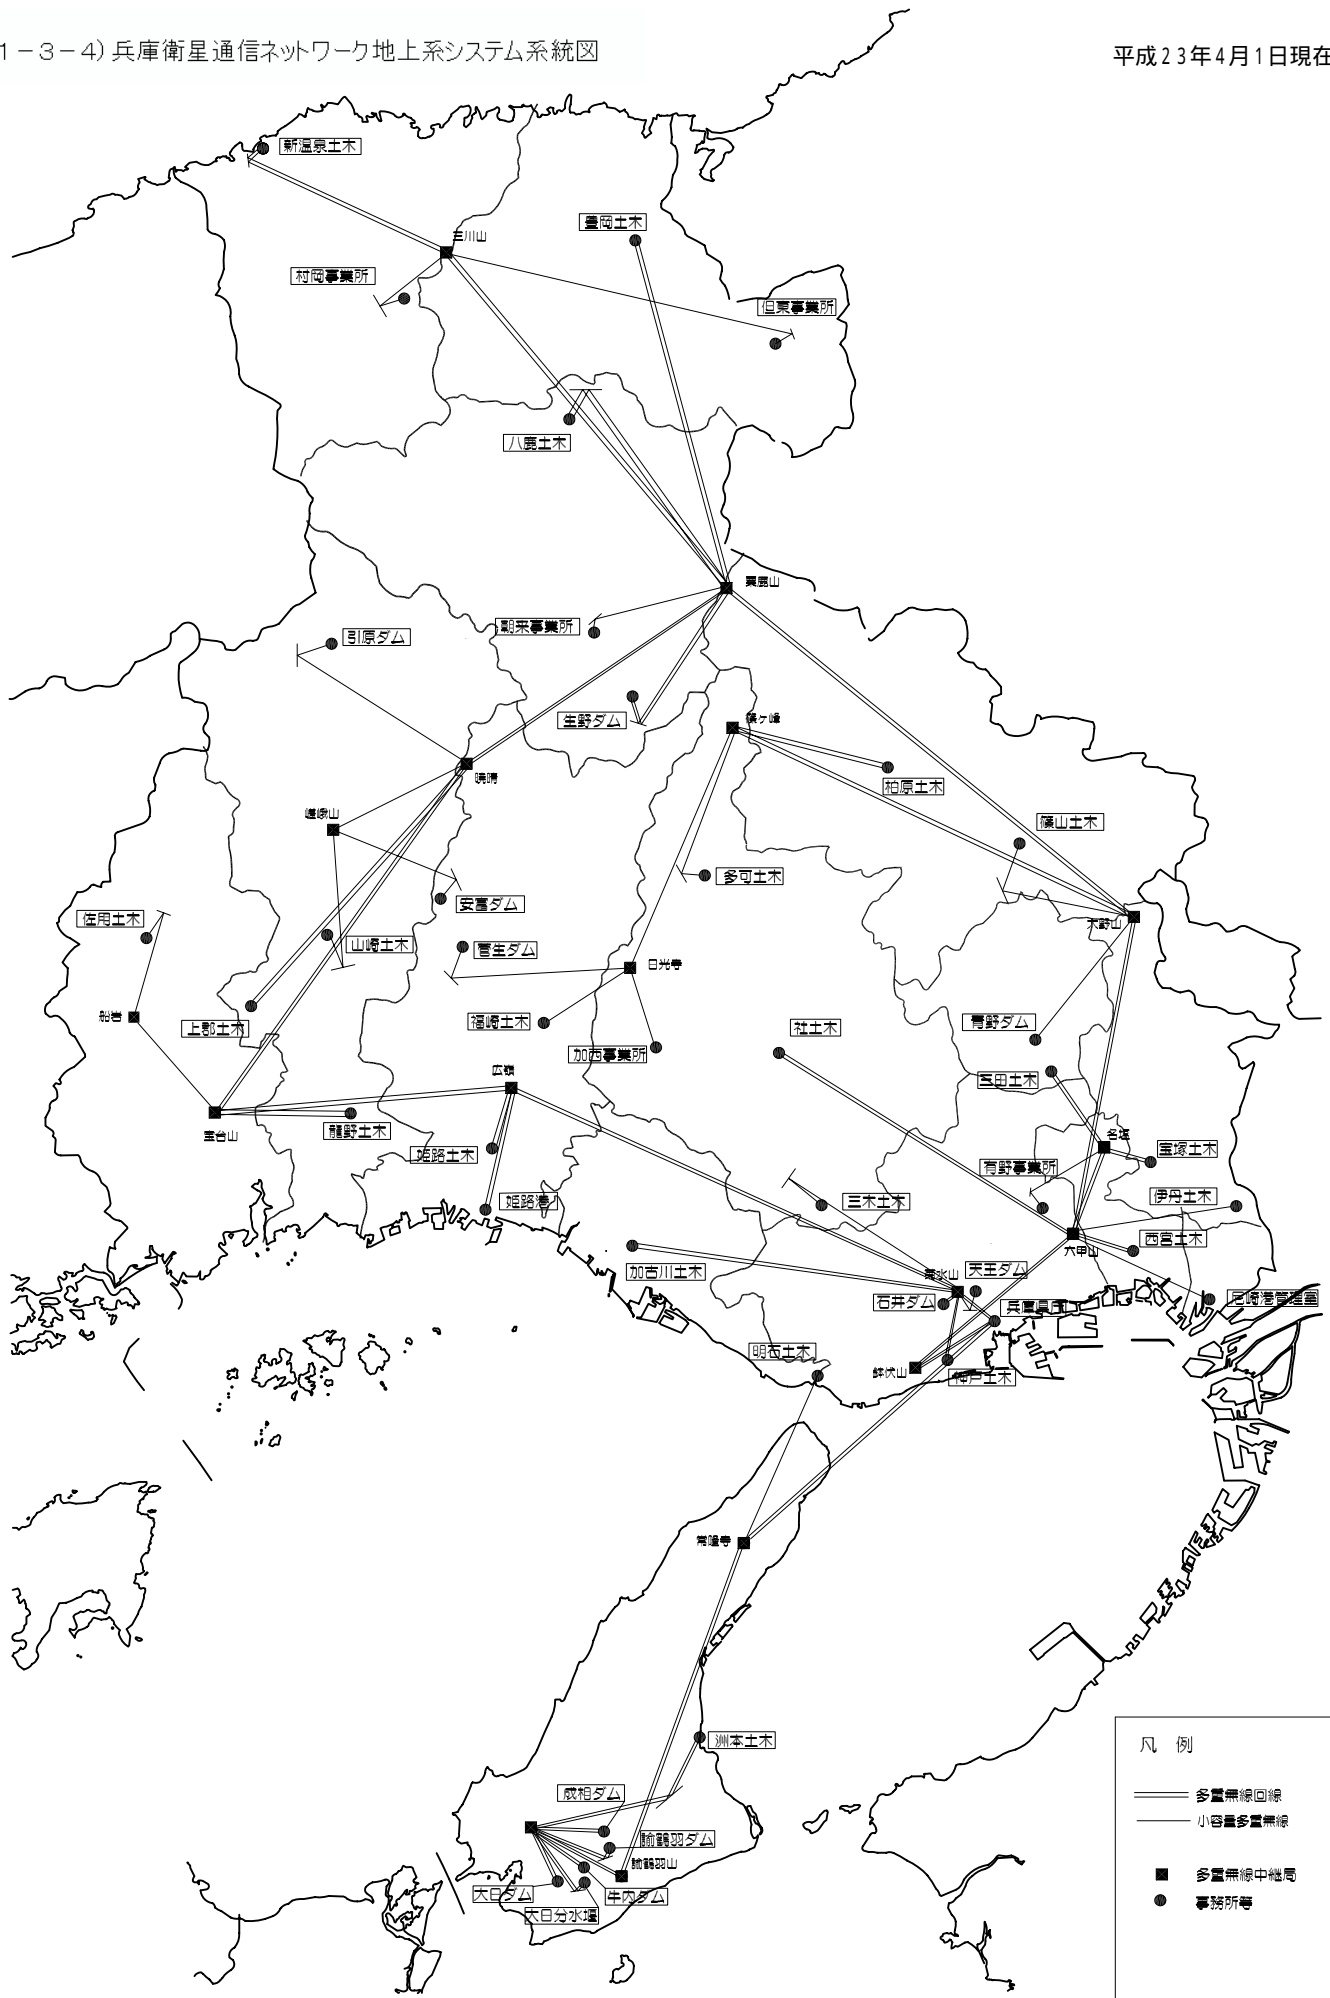 1－3－4)兵庫衛星通信ネットワーク地上系システム系統図
平成23年4月1日現在
新温泉土木
三川山
豊岡土木
村岡事業所
但東事業所
八鹿土木
粟鹿山
朝来事業所
引原ダム
生野ダム
篠ヶ峰
暁晴
柏原土木
嵯峨山
篠山土木
多可土木
安富ダム
佐用土木
大野山
山崎土木
菅生ダム
日光寺
船岩
上郡土木
福崎土木
社土木
青野ダム
加西事業所
広嶺
三田土木
龍野土木
室台山
名塩
姫路土木
宝塚土木
有野事業所
姫路港
三木土木
伊丹土木
西宮土木
六甲山
加古川土木
菊水山
天王ダム
石井ダム
兵庫県庁
尼崎港管理室
明石土木
鉢伏山
神戸土木
常隆寺
洲本土木
成相ダム
諭鶴羽ダム
諭鶴羽山
大日ダム
牛内ダム
大日分水堰
凡 例
多重無線回線
小容量多重無線
多重無線中継局
事務所等